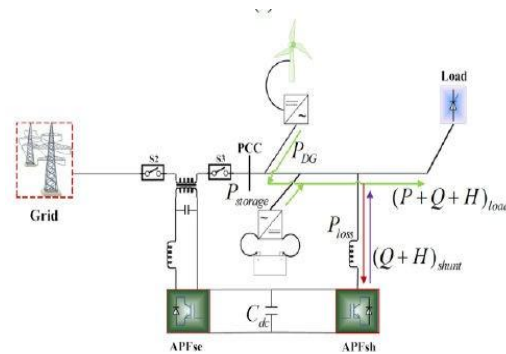 Load
S2
S3
PCC
P_DG
Grid
P_storage
(P+Q+H)_load
P_loss
(Q+H)_shunt
C_dc
APFse
APFsh